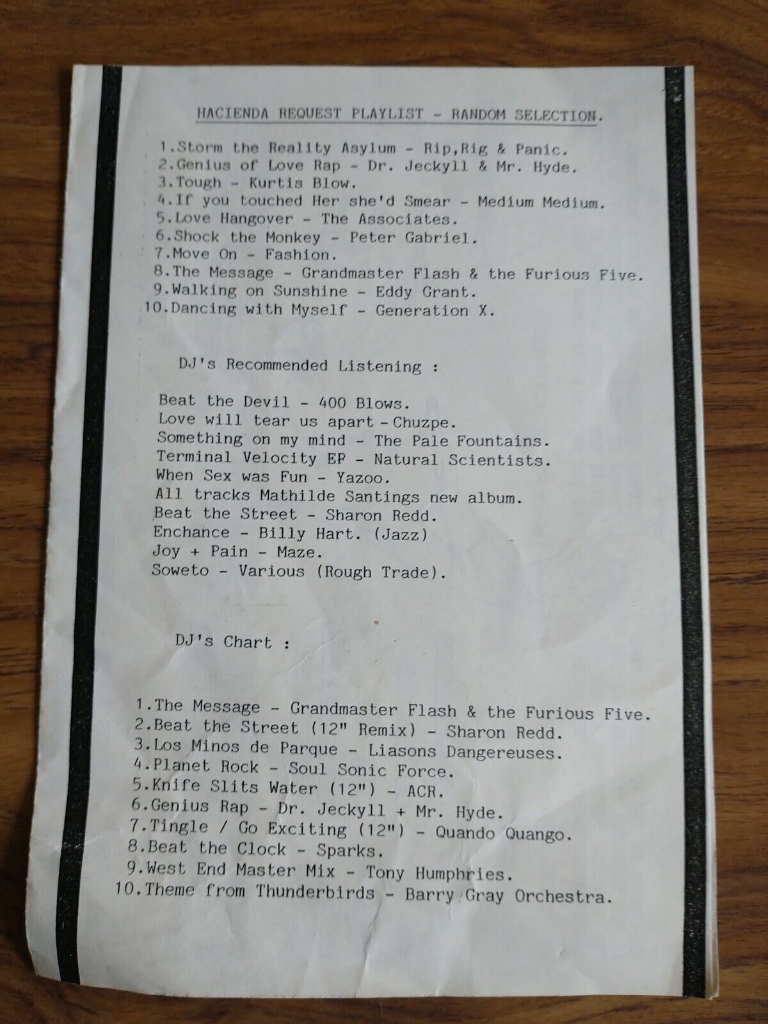 HACIENDA REQUEST PLAYLIST - RANDOM SELECTION.
1.Storm the Reality Asylum - Rip,Rig & Panic.
2.Genius of Love Rap - Dr. Jeckyll & Mr. Hyde.
3.Tough - Kurtis Blow.
4.If you touched Her she'd Smear - Medium Medium.
5.Love Hangover - The Associates.
6.Shock the Monkey - Peter Gabriel.
7.Move On - Fashion.
8.The Message - Grandmaster Flash & the Furious Five.
9.Walking on Sunshine - Eddy Grant.
10.Dancing with Myself - Generation X.
DJ's Recommended Listening :
Beat the Devil - 400 Blows.
Love will tear us apart - Chuzpe.
Something on my mind - The Pale Fountains.
Terminal Velocity EP - Natural Scientists.
When Sex was Fun - Yazoo.
All tracks Mathilde Santings new album.
Beat the Street - Sharon Redd.
Enchance - Billy Hart. (Jazz)
Joy + Pain - Maze.
Soweto - Various (Rough Trade).
DJ's Chart :
1.The Message - Grandmaster Flash & the Furious Five.
2.Beat the Street (12" Remix) - Sharon Redd.
3.Los Minos de Parque - Liasons Dangereuses.
4.Planet Rock - Soul Sonic Force.
5.Knife Slits Water (12") - ACR.
6.Genius Rap - Dr. Jeckyll + Mr. Hyde.
7.Tingle / Go Exciting (12") - Quando Quango.
8.Beat the Clock - Sparks.
9.West End Master Mix - Tony Humphries.
10.Theme from Thunderbirds - Barry Gray Orchestra.